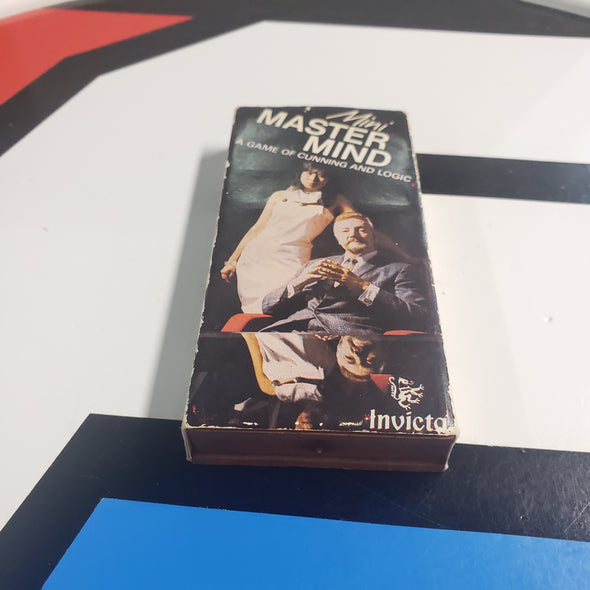 Mini
MASTER
MIND
A GAME OF CUNNING AND LOGIC
Invicta